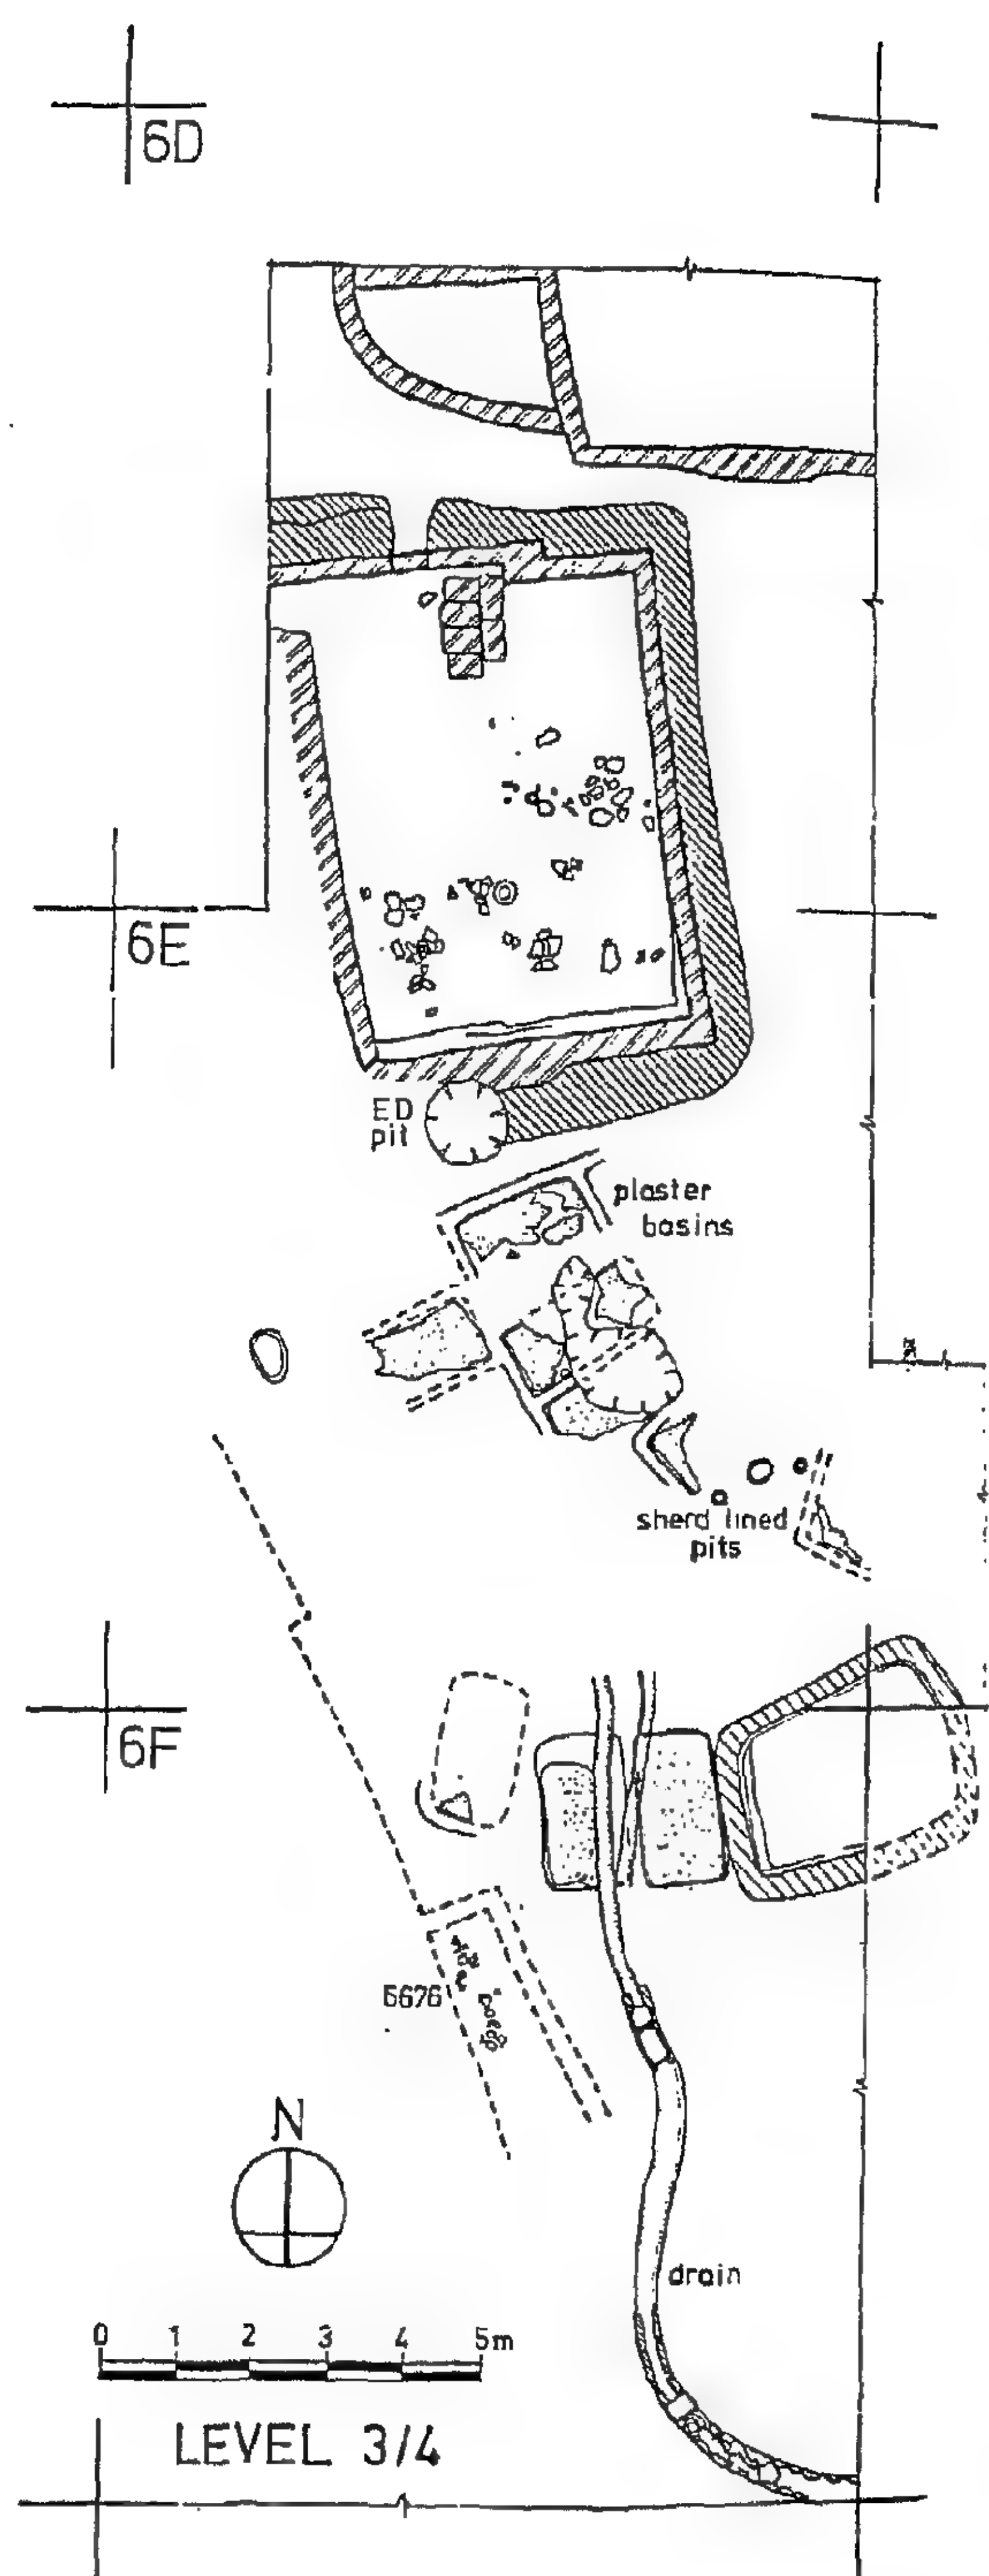 6D
6E
ED
pit
plaster
basins
sherd lined
pits
6F
6676
N
drain
0 1 2 3 4 5m
LEVEL 3/4